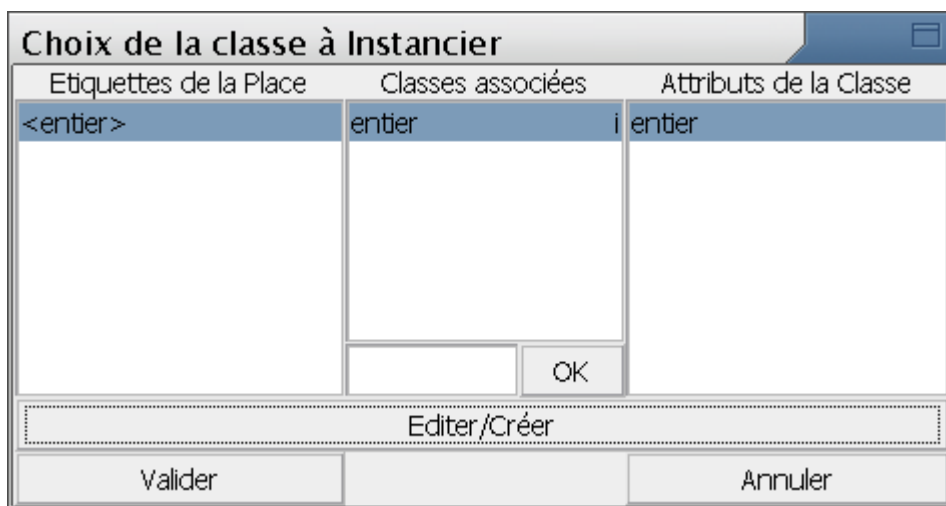 Choix de la classe à Instancier
Etiquettes de la Place Classes associées Attributs de la Classe
<entier> entier i entier
OK
Editer/Créer
Valider Annuler